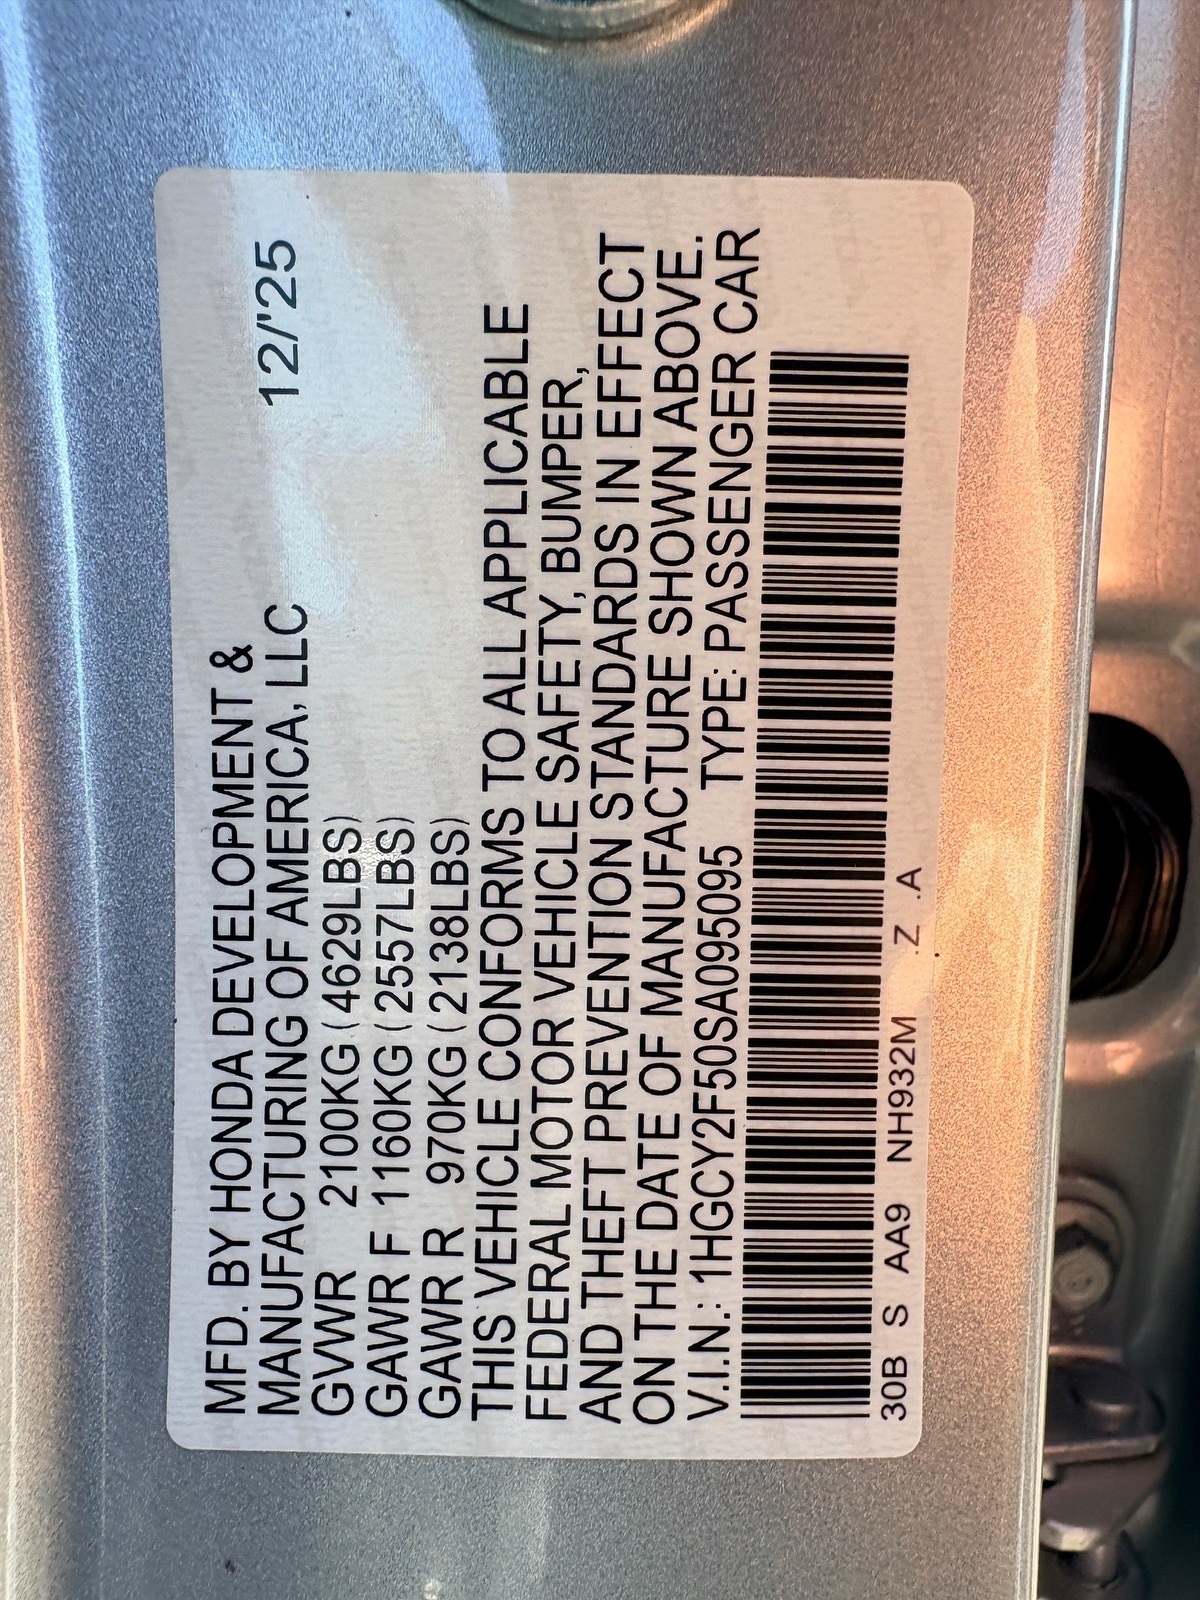 MFD. BY HONDA DEVELOPMENT &
MANUFACTURING OF AMERICA, LLC 12/'25
GVWR 2100KG (4629LBS)
GAWR F 1160KG (2557LBS)
GAWR R 970KG (2138LBS)
THIS VEHICLE CONFORMS TO ALL APPLICABLE
FEDERAL MOTOR VEHICLE SAFETY, BUMPER,
AND THEFT PREVENTION STANDARDS IN EFFECT
ON THE DATE OF MANUFACTURE SHOWN ABOVE.
V.I.N.: 1HGCY2F50SA095095 TYPE: PASSENGER CAR
30B S AA9 NH932M .Z .A